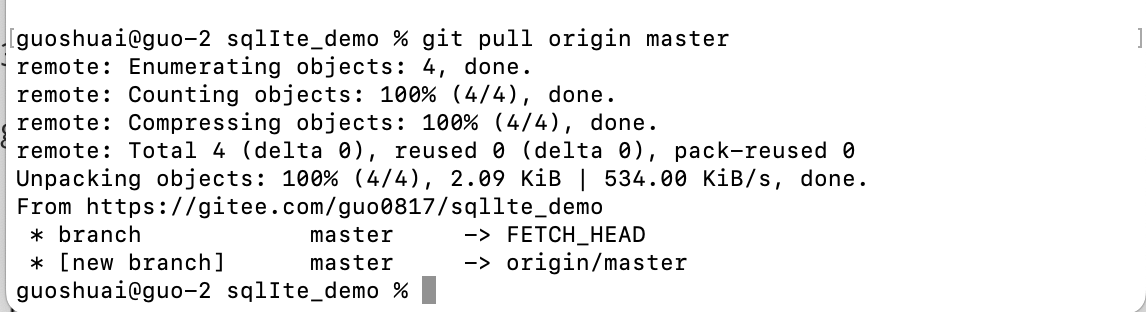 [guoshuai@guo-2 sqlIte_demo % git pull origin master ]
remote: Enumerating objects: 4, done.
remote: Counting objects: 100% (4/4), done.
remote: Compressing objects: 100% (4/4), done.
remote: Total 4 (delta 0), reused 0 (delta 0), pack-reused 0
Unpacking objects: 100% (4/4), 2.09 KiB | 534.00 KiB/s, done.
From https://gitee.com/guo0817/sqllte_demo
 * branch            master     -> FETCH_HEAD
 * [new branch]      master     -> origin/master
guoshuai@guo-2 sqlIte_demo %